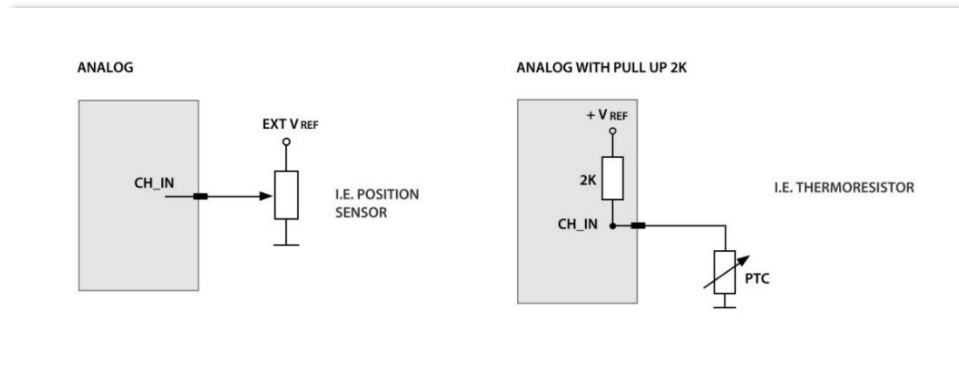 ANALOG
EXT V REF
CH_IN
I.E. POSITION
SENSOR
ANALOG WITH PULL UP 2K
+ V REF
2K
CH_IN
I.E. THERMORESISTOR
PTC